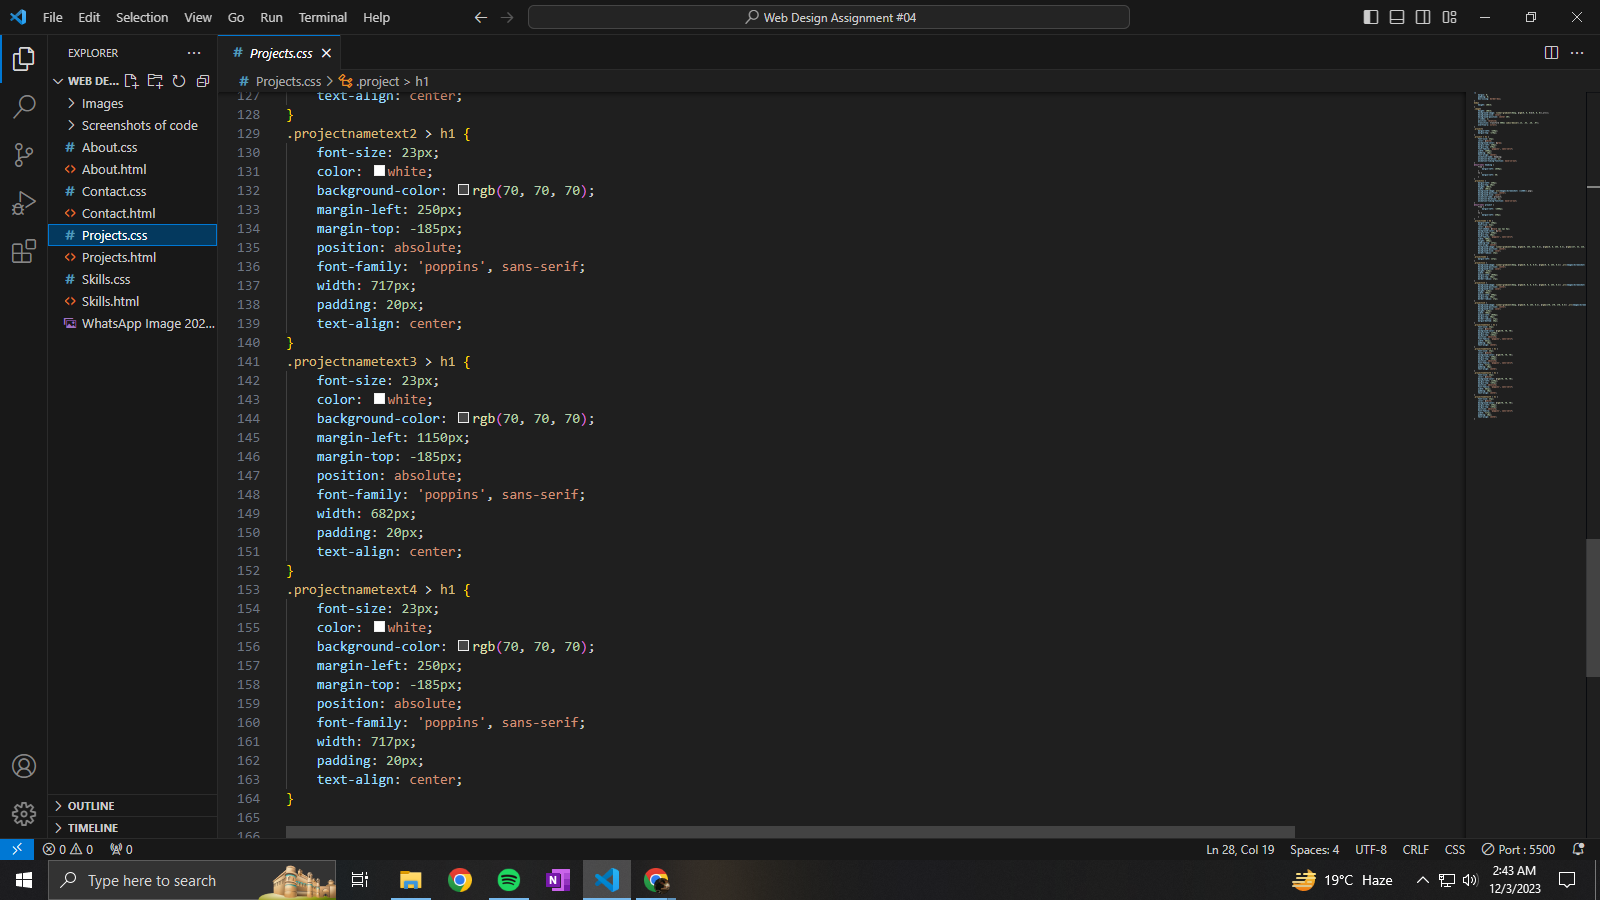 File Edit Selection View Go Run Terminal Help
Web Design Assignment #04
EXPLORER
WEB DE...
Images
Screenshots of code
# About.css
<> About.html
# Contact.css
<> Contact.html
# Projects.css
<> Projects.html
# Skills.css
<> Skills.html
WhatsApp Image 202...
OUTLINE
TIMELINE
# Projects.css
# Projects.css > .project > h1
127 text-align: center;
128 }
129 .projectnametext2 > h1 {
130 font-size: 23px;
131 color: white;
132 background-color: rgb(70, 70, 70);
133 margin-left: 250px;
134 margin-top: -185px;
135 position: absolute;
136 font-family: 'poppins', sans-serif;
137 width: 717px;
138 padding: 20px;
139 text-align: center;
140 }
141 .projectnametext3 > h1 {
142 font-size: 23px;
143 color: white;
144 background-color: rgb(70, 70, 70);
145 margin-left: 1150px;
146 margin-top: -185px;
147 position: absolute;
148 font-family: 'poppins', sans-serif;
149 width: 682px;
150 padding: 20px;
151 text-align: center;
152 }
153 .projectnametext4 > h1 {
154 font-size: 23px;
155 color: white;
156 background-color: rgb(70, 70, 70);
157 margin-left: 250px;
158 margin-top: -185px;
159 position: absolute;
160 font-family: 'poppins', sans-serif;
161 width: 717px;
162 padding: 20px;
163 text-align: center;
164 }
165
166
0 0 0
Ln 28, Col 19 Spaces: 4 UTF-8 CRLF CSS Port : 5500
Type here to search
19°C Haze
2:43 AM
12/3/2023